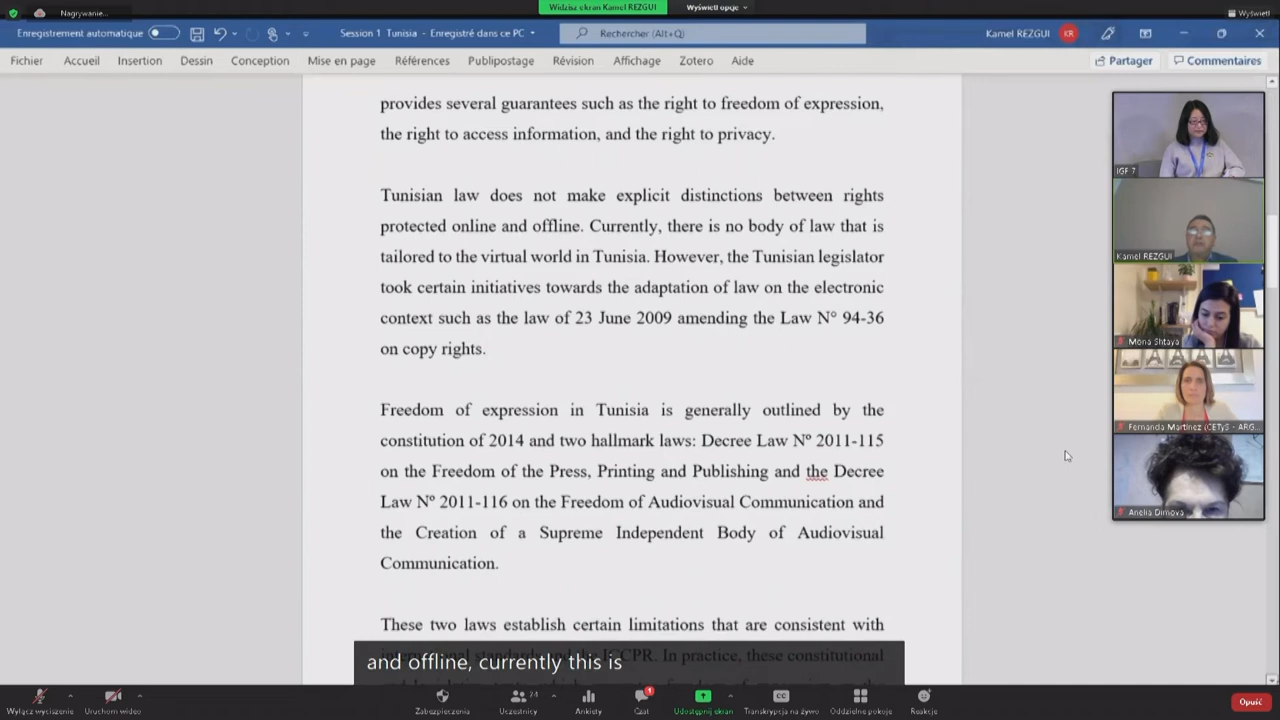 Nagrywanie...
Widzisz ekran Kamel REZGUI
Wyświetl opcje
Wyświetl
Enregistrement automatique
Session 1 Tunisia - Enregistré dans ce PC
Rechercher (Alt+Q)
Kamel REZGUI
KR
Fichier
Accueil
Insertion
Dessin
Conception
Mise en page
Références
Publipostage
Révision
Affichage
Zotero
Aide
Partager
Commentaires
provides several guarantees such as the right to freedom of expression,
the right to access information, and the right to privacy.
Tunisian law does not make explicit distinctions between rights
protected online and offline. Currently, there is no body of law that is
tailored to the virtual world in Tunisia. However, the Tunisian legislator
took certain initiatives towards the adaptation of law on the electronic
context such as the law of 23 June 2009 amending the Law N° 94-36
on copy rights.
Freedom of expression in Tunisia is generally outlined by the
constitution of 2014 and two hallmark laws: Decree Law Nº 2011-115
on the Freedom of the Press, Printing and Publishing and the Decree
Law Nº 2011-116 on the Freedom of Audiovisual Communication and
the Creation of a Supreme Independent Body of Audiovisual
Communication.
These two laws establish certain limitations that are consistent with
CCPR. In practice, these constitutional
and offline, currently this is
IGF 7
Kamel REZGUI
Mona Shtaya
Fernanda Martinez (CETyS - ARG...
Anelia Dimova
Wyłącz wyciszenie
Uruchom wideo
Zabezpieczenia
24
Uczestnicy
Ankiety
1
Czat
Udostępnij ekran
CC
Transkrypcja na żywo
Oddzielne pokoje
Reakcje
Opuść